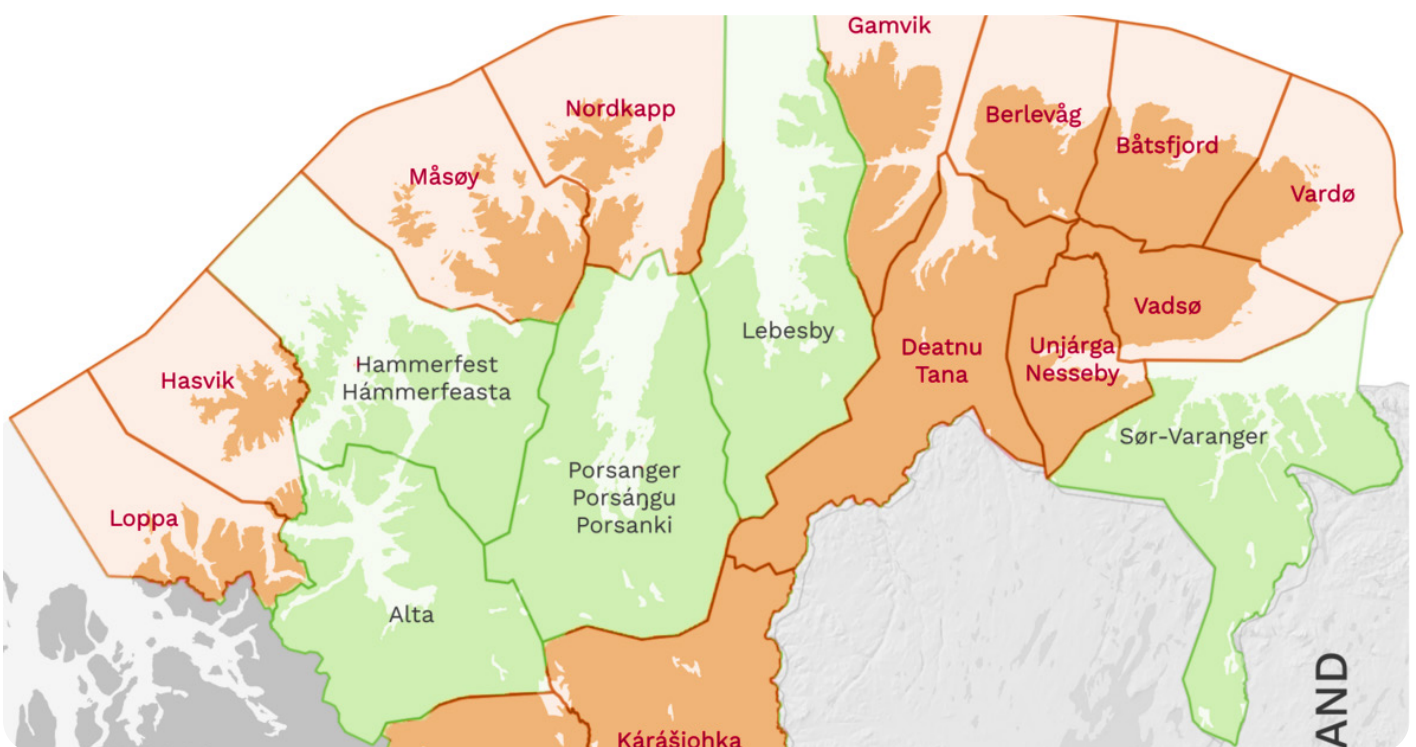 Gamvik
Nordkapp
Berlevåg
Båtsfjord
Måsøy
Vardø
Vadsø
Lebesby
Deatnu
Tana
Unjárga
Nesseby
Hammerfest
Hámmerfeasta
Hasvik
Sør-Varanger
Porsanger
Porsáŋgu
Porsanki
Loppa
Alta
AND
Kárášjohka